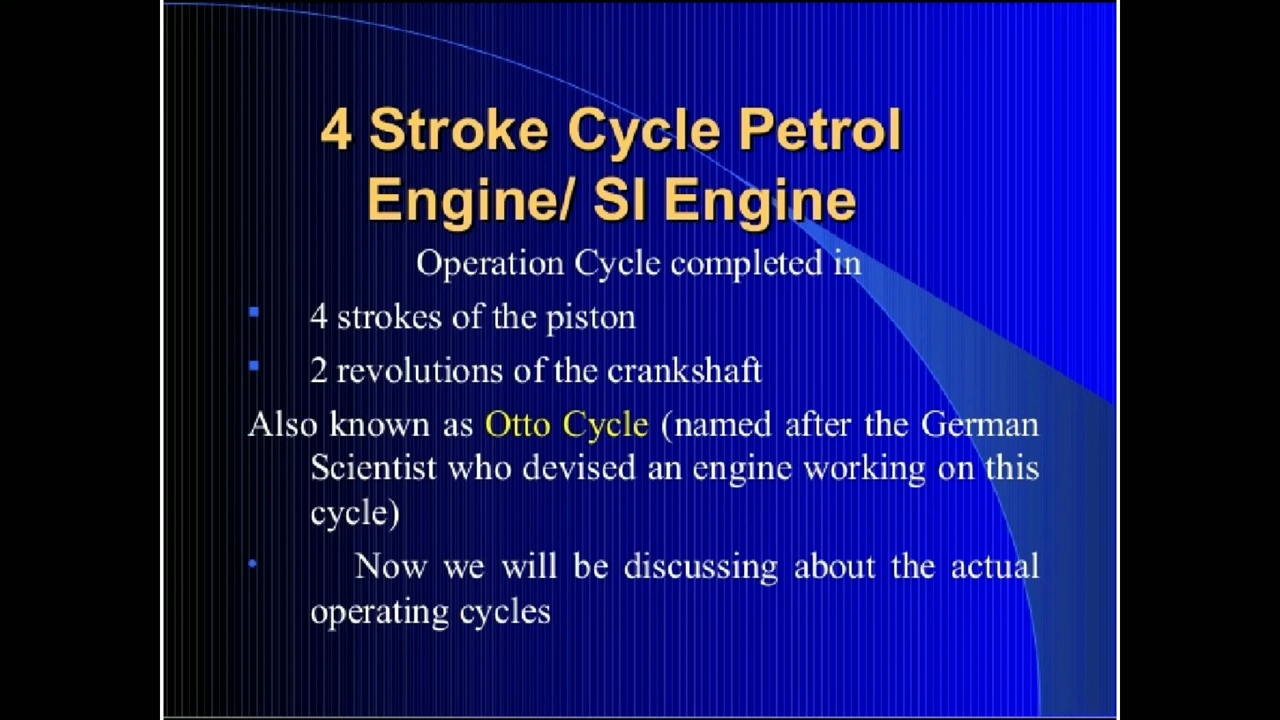 4 Stroke Cycle Petrol
Engine/ SI Engine
Operation Cycle completed in
4 strokes of the piston
2 revolutions of the crankshaft
Also known as Otto Cycle (named after the German
Scientist who devised an engine working on this
cycle)
Now we will be discussing about the actual
operating cycles